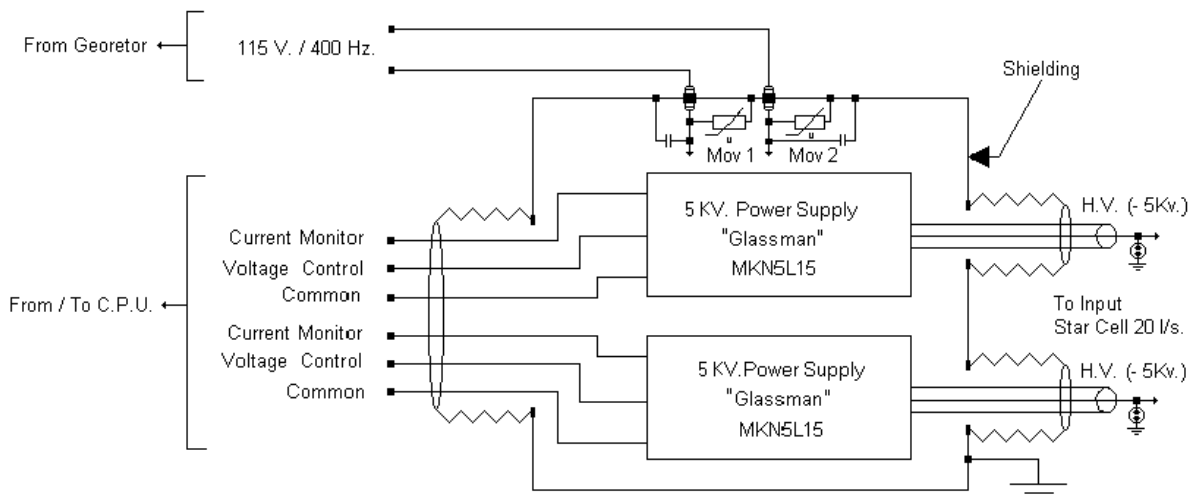 From Georetor
115 V. / 400 Hz.
Shielding
Mov 1
Mov 2
5 KV. Power Supply
"Glassman"
MKN5L15
H.V. (- 5Kv.)
Current Monitor
Voltage Control
Common
From / To C.P.U.
Current Monitor
Voltage Control
Common
To Input
Star Cell 20 l/s.
5 KV.Power Supply
"Glassman"
MKN5L15
H.V. (- 5Kv.)